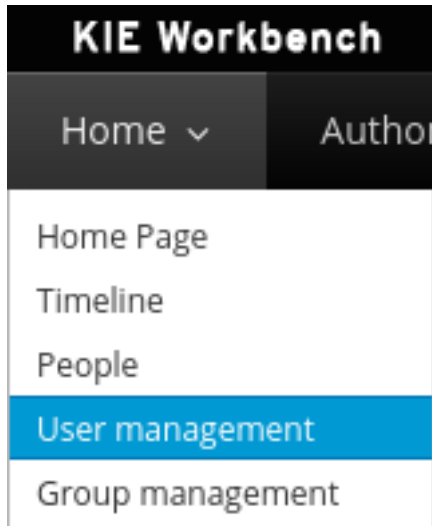 KIE Workbench
Home
Home Page
Timeline
People
User management
Group management